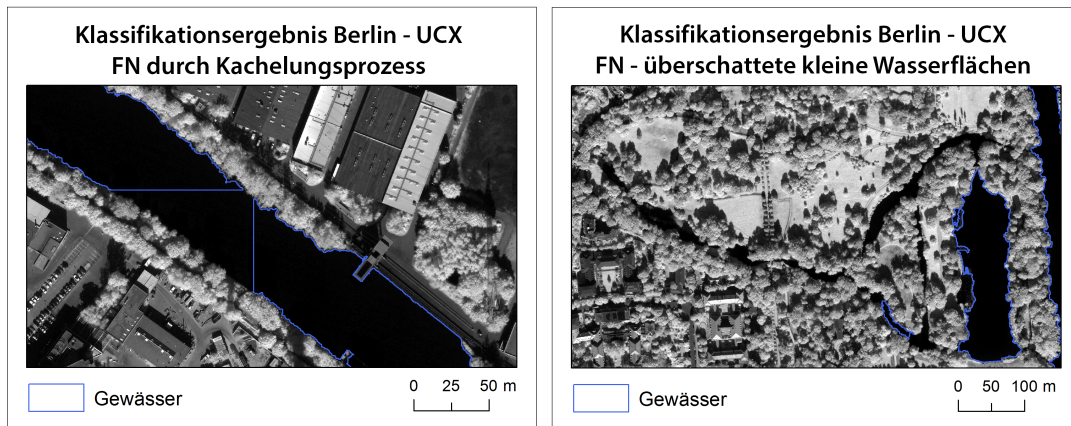 Klassifikationsergebnis Berlin - UCX
FN durch Kachelungsprozess
Gewässer
0 25 50 m
Klassifikationsergebnis Berlin - UCX
FN - überschattete kleine Wasserflächen
Gewässer
0 50 100 m